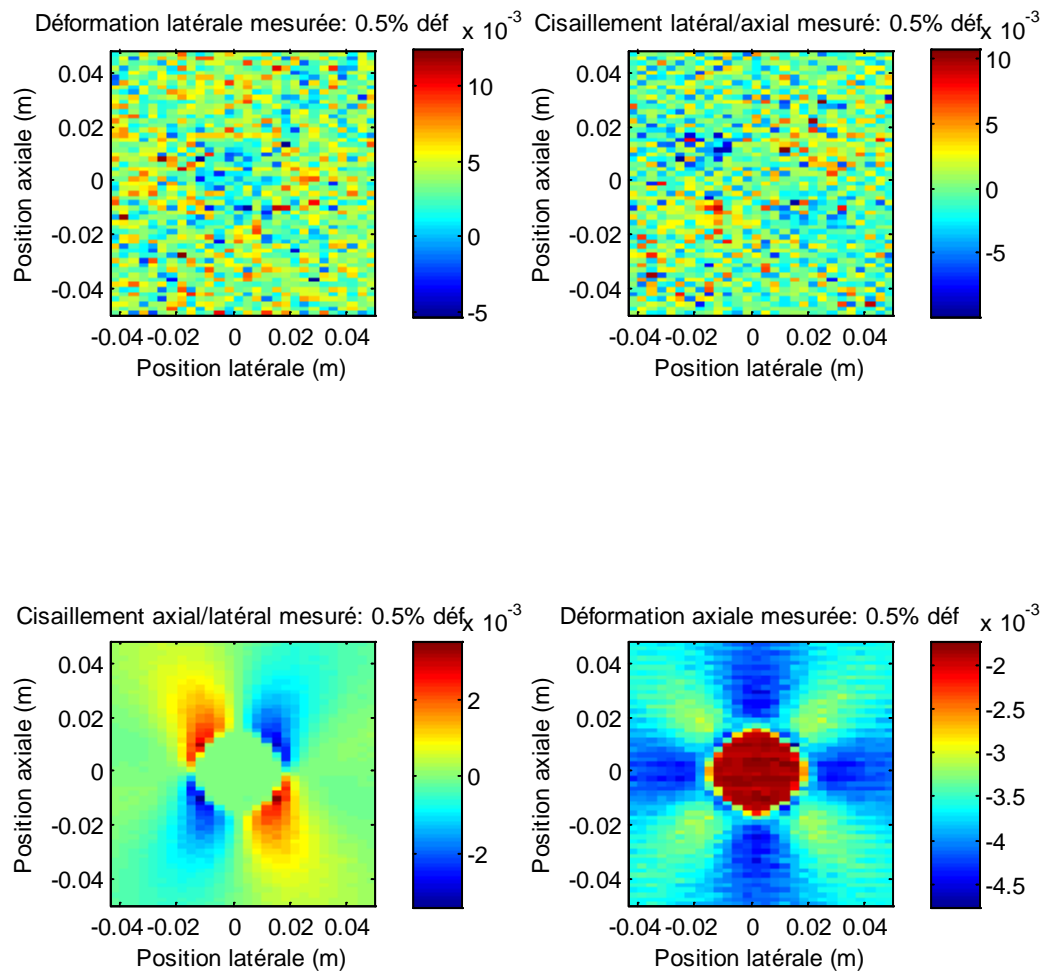 Déformation latérale mesurée: 0.5% déf
x 10-3
0.04
0.02
0
-0.02
-0.04
Position axiale (m)
-0.04 -0.02 0 0.02 0.04
Position latérale (m)
10
5
0
-5
Cisaillement latéral/axial mesuré: 0.5% déf
x 10-3
0.04
0.02
0
-0.02
-0.04
Position axiale (m)
-0.04 -0.02 0 0.02 0.04
Position latérale (m)
10
5
0
-5
Cisaillement axial/latéral mesuré: 0.5% déf
x 10-3
0.04
0.02
0
-0.02
-0.04
Position axiale (m)
-0.04 -0.02 0 0.02 0.04
Position latérale (m)
2
0
-2
Déformation axiale mesurée: 0.5% déf
x 10-3
0.04
0.02
0
-0.02
-0.04
Position axiale (m)
-0.04 -0.02 0 0.02 0.04
Position latérale (m)
-2
-2.5
-3
-3.5
-4
-4.5